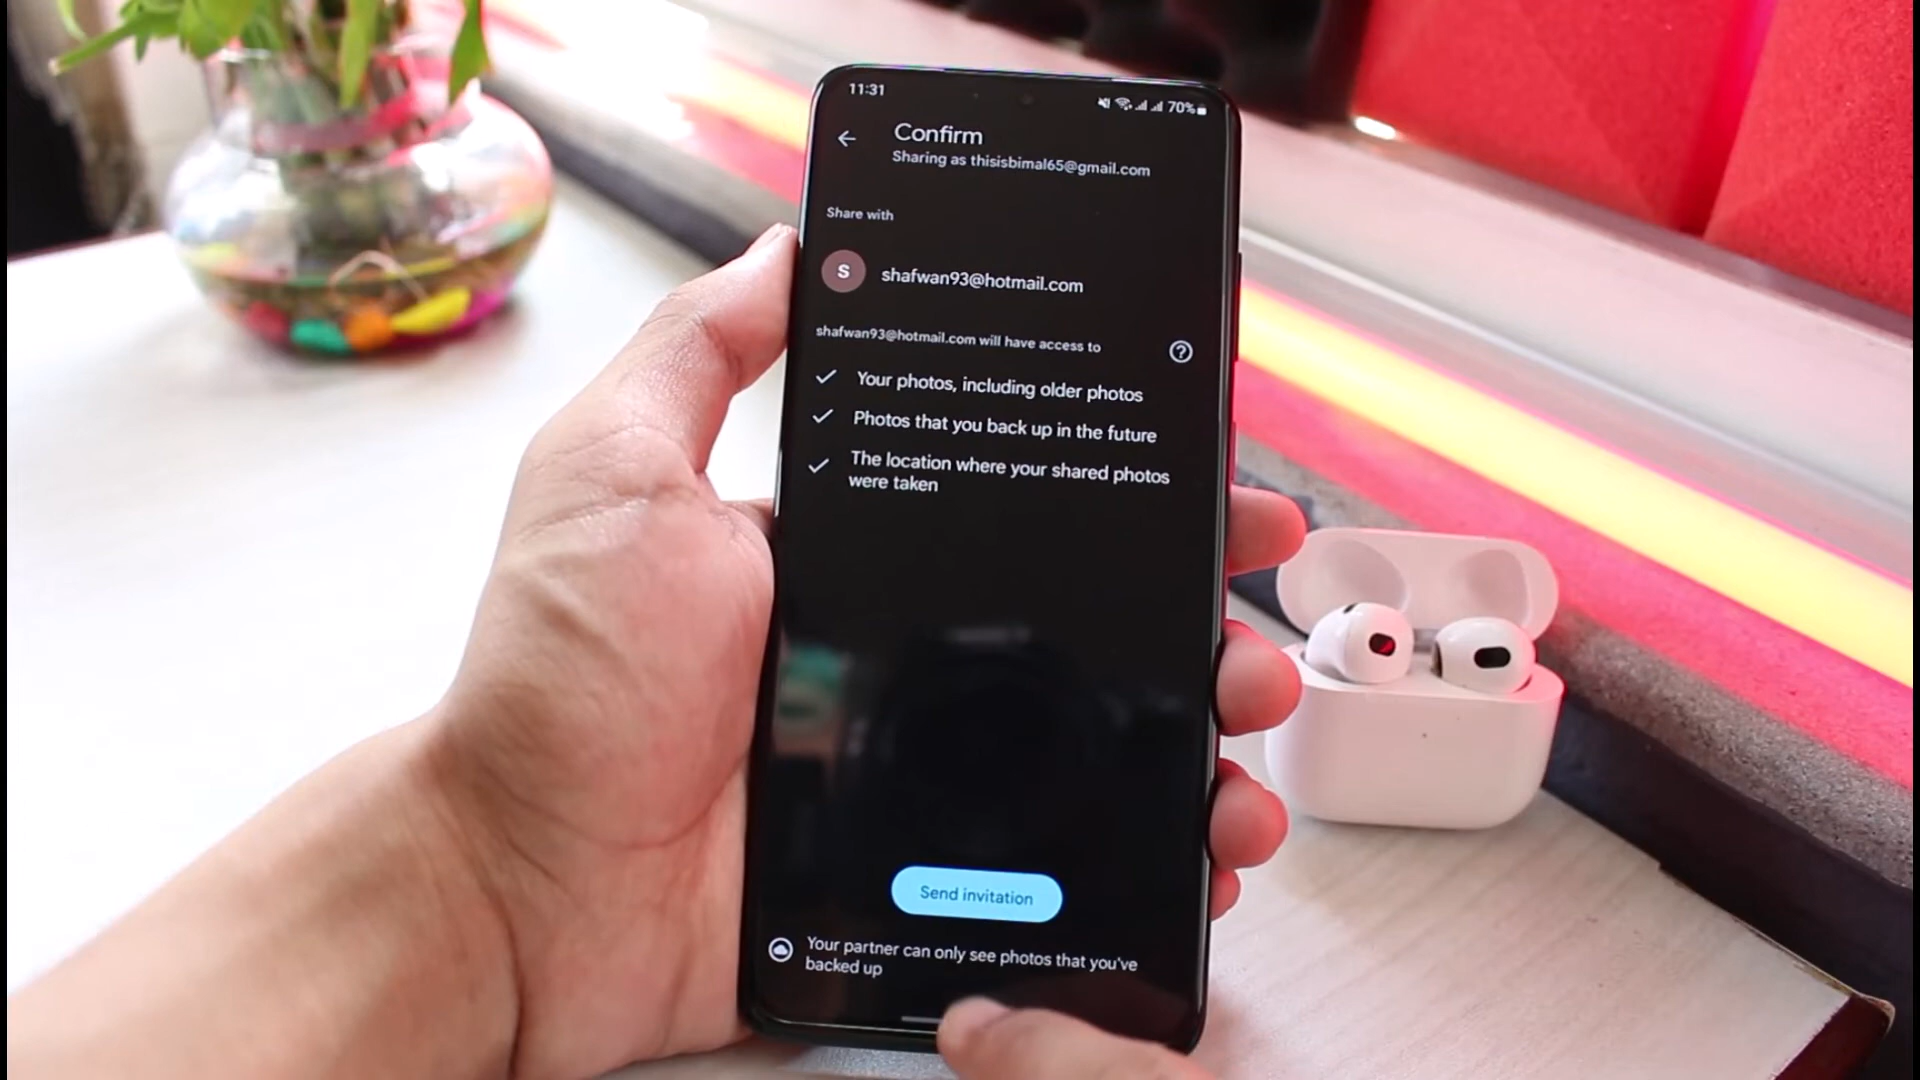 11:31
70%
Confirm
Sharing as thisisbimal65@gmail.com
Share with
S
shafwan93@hotmail.com
shafwan93@hotmail.com will have access to
?
Your photos, including older photos
Photos that you back up in the future
The location where your shared photos
were taken
Send invitation
Your partner can only see photos that you've
backed up